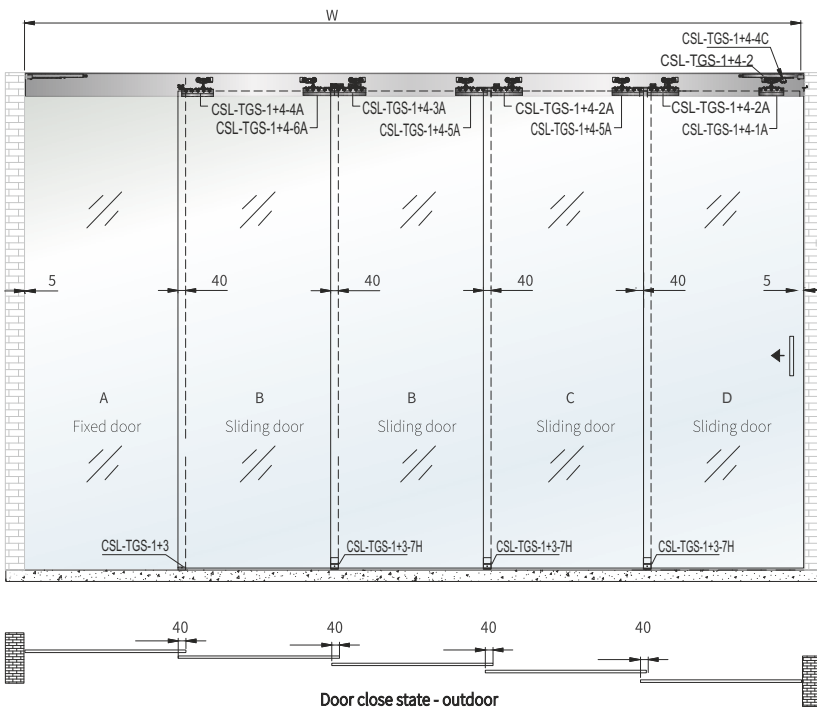 W
CSL-TGS-1+4-4C
CSL-TGS-1+4-2
CSL-TGS-1+4-4A
CSL-TGS-1+4-3A
CSL-TGS-1+4-2A
CSL-TGS-1+4-2A
CSL-TGS-1+4-6A
CSL-TGS-1+4-5A
CSL-TGS-1+4-5A
CSL-TGS-1+4-1A
5
40
40
40
40
5
A
B
B
C
D
Fixed door
Sliding door
Sliding door
Sliding door
Sliding door
CSL-TGS-1+3
CSL-TGS-1+3-7H
CSL-TGS-1+3-7H
CSL-TGS-1+3-7H
40
40
40
40
Door close state - outdoor